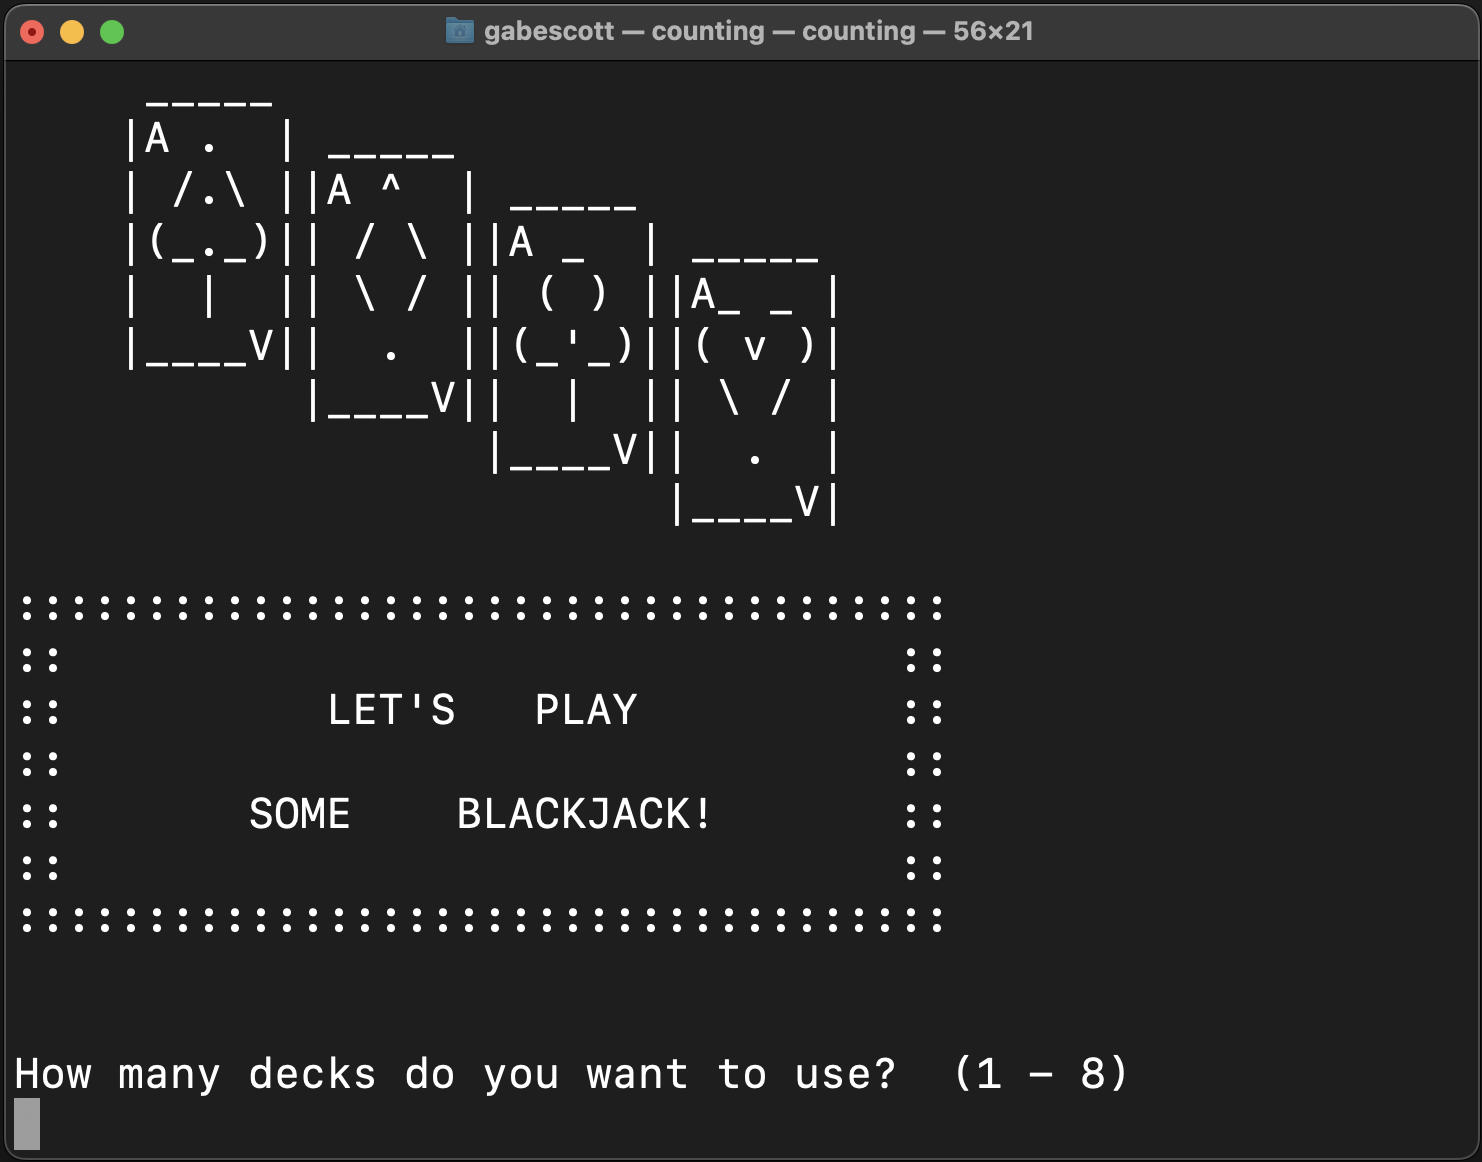 gabescott — counting — counting — 56×21
      _____
     |A .  | _____
     | /.\ ||A ^  | _____
     |(_._)|| / \ ||A _  | _____
     |  |  || \ / || ( ) ||A_ _ |
     |____V||  .  ||(_'_)||( v )|
            |____V||  |  || \ / |
                   |____V||  .  |
                          |____V|
::::::::::::::::::::::::::::::::::::
::                                ::
::          LET'S   PLAY          ::
::                                ::
::       SOME    BLACKJACK!       ::
::                                ::
::::::::::::::::::::::::::::::::::::
How many decks do you want to use?  (1 – 8)